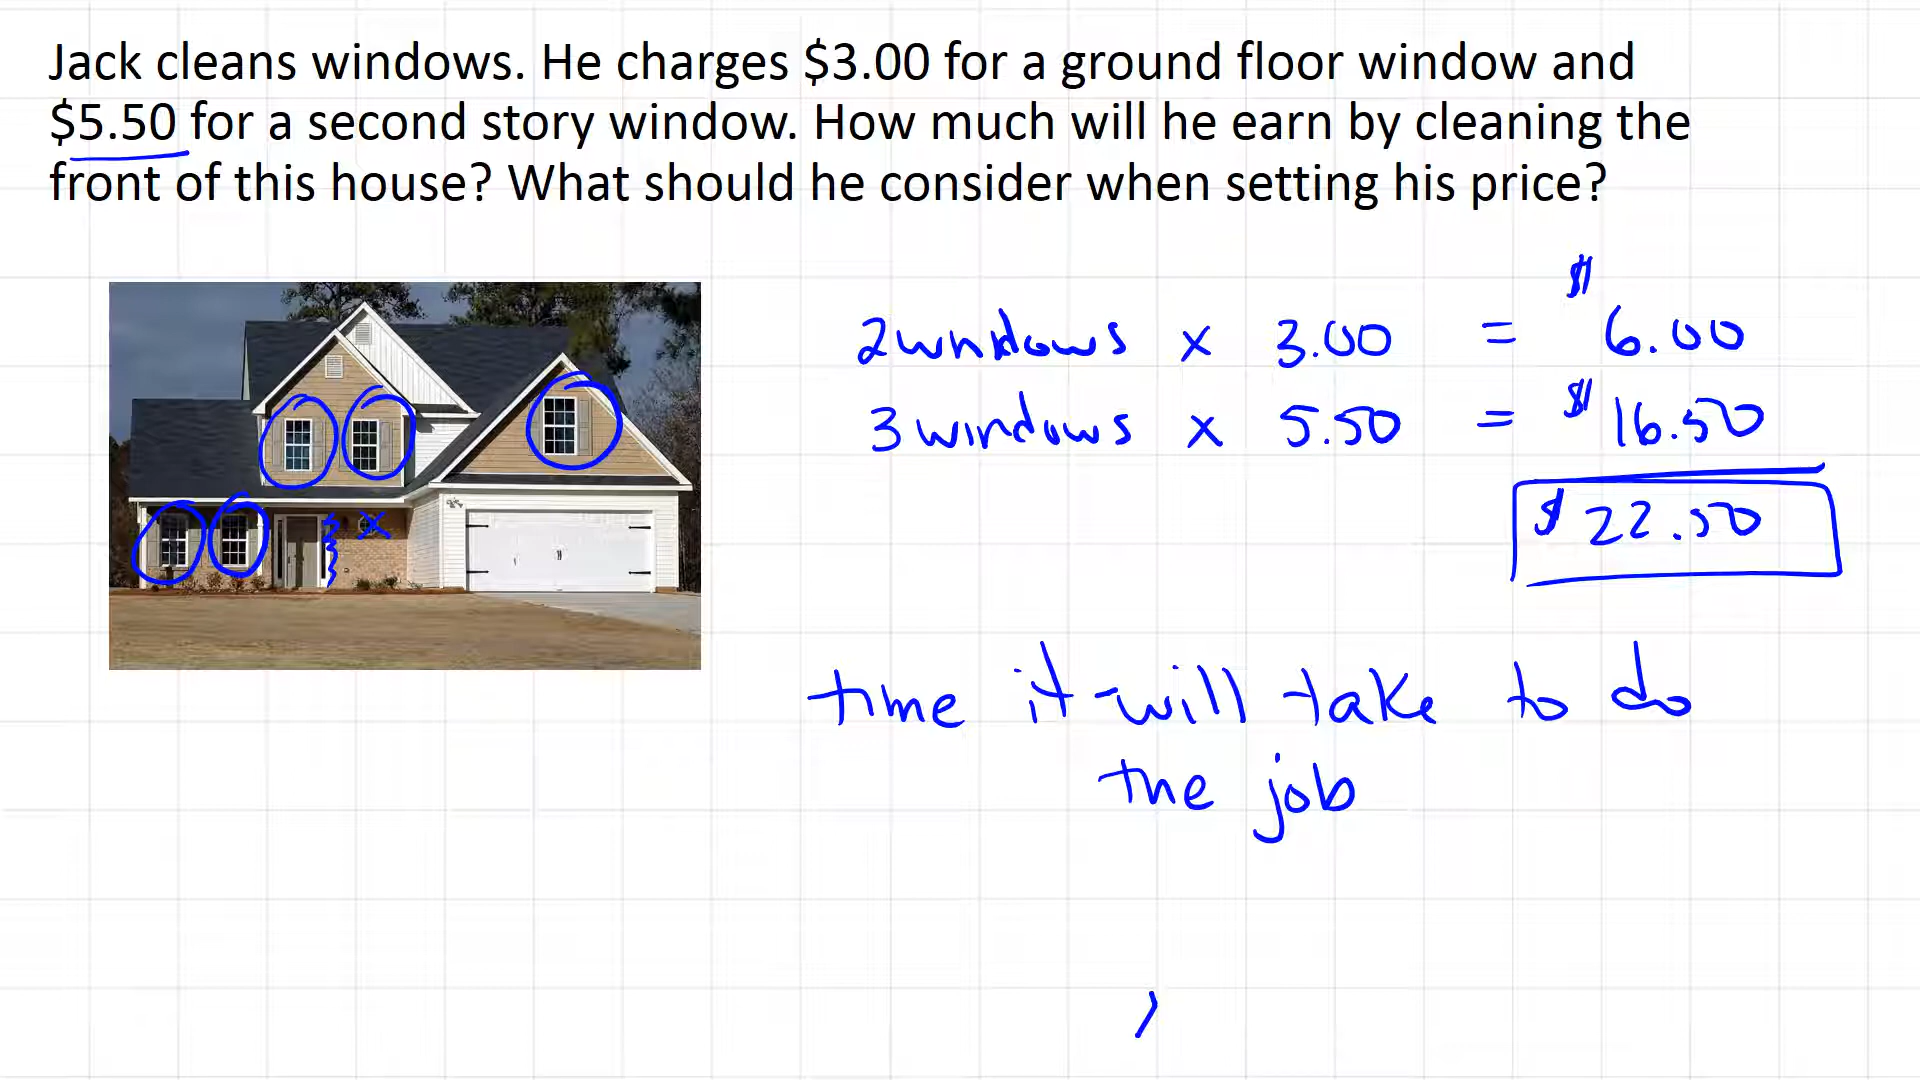 Jack cleans windows. He charges $3.00 for a ground floor window and
$5.50 for a second story window. How much will he earn by cleaning the
front of this house? What should he consider when setting his price?
2 windows x 3.00 = $ 6.00
3 windows x 5.50 = $ 16.50
$ 22.50
x
time it will take to do
the job